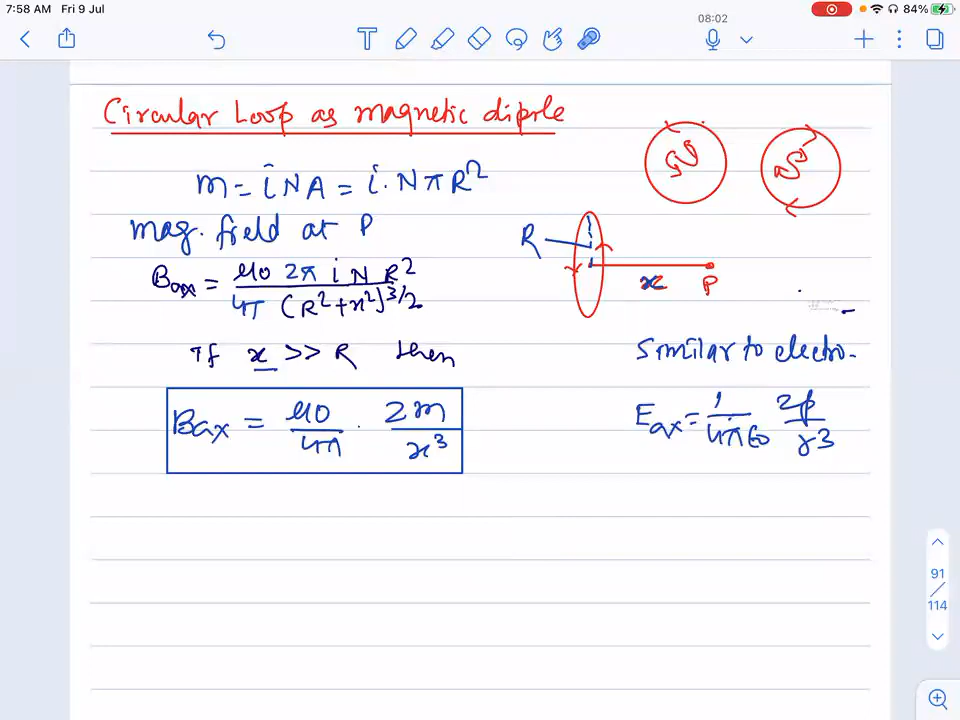 7:58 AM Fri 9 Jul
84%
08:02
Circular Loop as magnetic dipole
m = i N A = i . N π R²
mag. field at P
R
x
P
Bax = μ0 2π i N R² / 4π (R² + x²)^3/2
If x >> R then
Similar to electro.
Bax = μ0 / 4π . 2m / x³
Eax = 1 / 4πϵ0 2p / r³
91
/
114